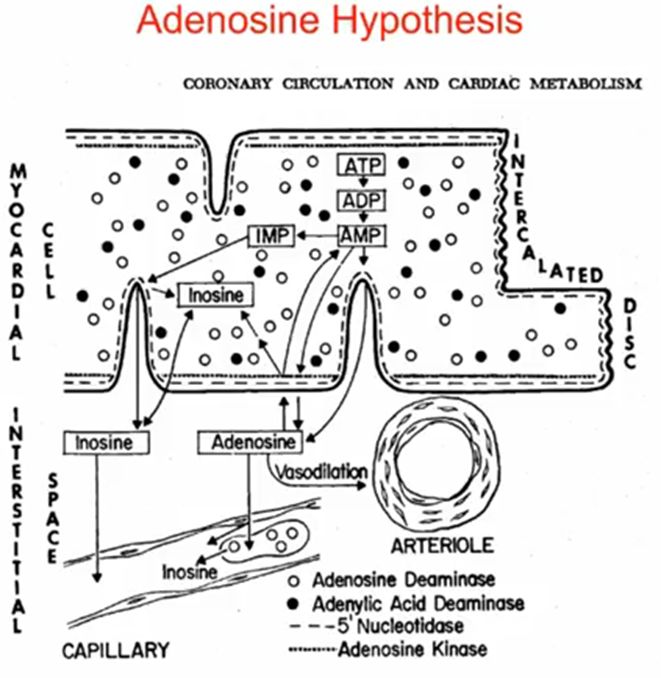 Adenosine Hypothesis
CORONARY CIRCULATION AND CARDIAC METABOLISM
MYOCARDIAL
CELL
INTERCALATED
DISC
ATP
ADP
IMP
AMP
Inosine
INTERSTITIAL
SPACE
Inosine
Adenosine
Vasodilation
ARTERIOLE
Inosine
CAPILLARY
Adenosine Deaminase
Adenylic Acid Deaminase
5' Nucleotidase
Adenosine Kinase